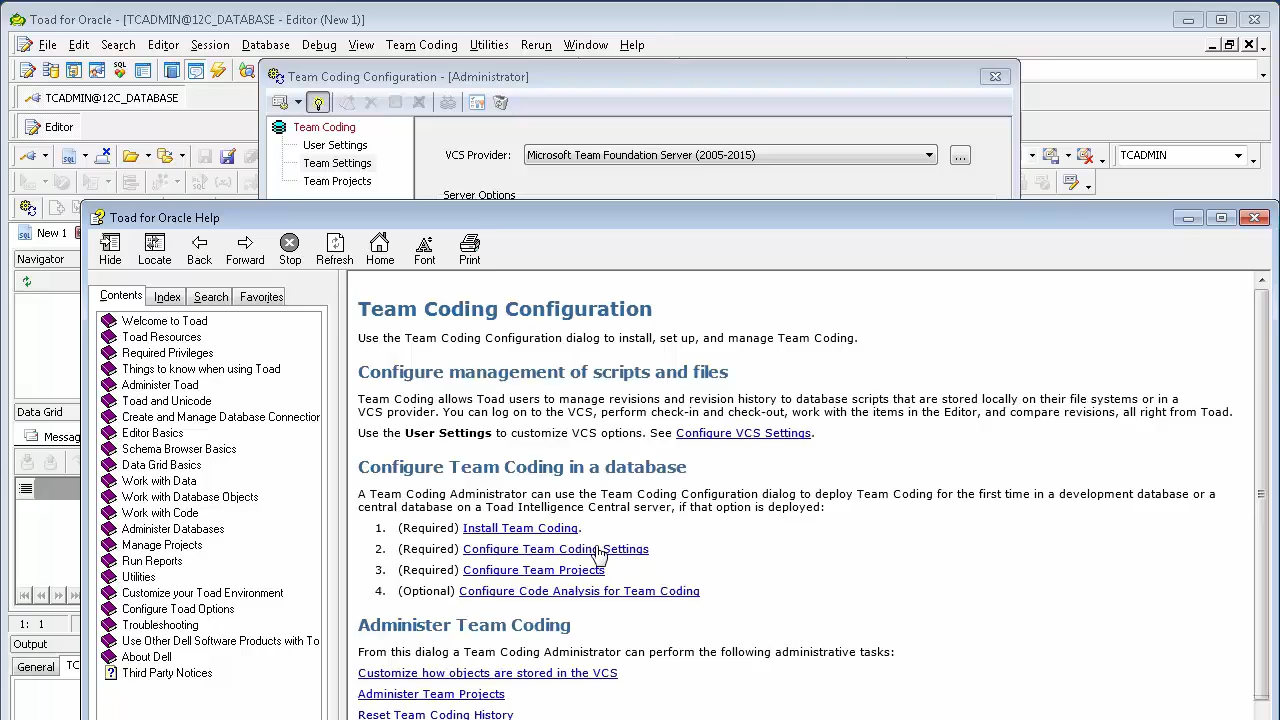 Toad for Oracle - [TCADMIN@12C_DATABASE - Editor (New 1)]
File Edit Search Editor Session Database Debug View Team Coding Utilities Rerun Window Help
Team Coding Configuration - [Administrator]
TCADMIN@12C_DATABASE
Editor
Team Coding
User Settings
Team Settings
Team Projects
VCS Provider: Microsoft Team Foundation Server (2005-2015) ...
Server Options
TCADMIN
New 1
Navigator
Data Grid
Messag
1: 1
Output
General TC
Toad for Oracle Help
Hide Locate Back Forward Stop Refresh Home Font Print
Contents Index Search Favorites
Welcome to Toad
Toad Resources
Required Privileges
Things to know when using Toad
Administer Toad
Toad and Unicode
Create and Manage Database Connection
Editor Basics
Schema Browser Basics
Data Grid Basics
Work with Data
Work with Database Objects
Work with Code
Administer Databases
Manage Projects
Run Reports
Utilities
Customize your Toad Environment
Configure Toad Options
Troubleshooting
Use Other Dell Software Products with To
About Dell
Third Party Notices
Team Coding Configuration
Use the Team Coding Configuration dialog to install, set up, and manage Team Coding.
Configure management of scripts and files
Team Coding allows Toad users to manage revisions and revision history to database scripts that are stored locally on their file systems or in a
VCS provider. You can log on to the VCS, perform check-in and check-out, work with the items in the Editor, and compare revisions, all right from Toad.
Use the User Settings to customize VCS options. See Configure VCS Settings.
Configure Team Coding in a database
A Team Coding Administrator can use the Team Coding Configuration dialog to deploy Team Coding for the first time in a development database or a
central database on a Toad Intelligence Central server, if that option is deployed:
1. (Required) Install Team Coding.
2. (Required) Configure Team Coding Settings
3. (Required) Configure Team Projects
4. (Optional) Configure Code Analysis for Team Coding
Administer Team Coding
From this dialog a Team Coding Administrator can perform the following administrative tasks:
Customize how objects are stored in the VCS
Administer Team Projects
Reset Team Coding History